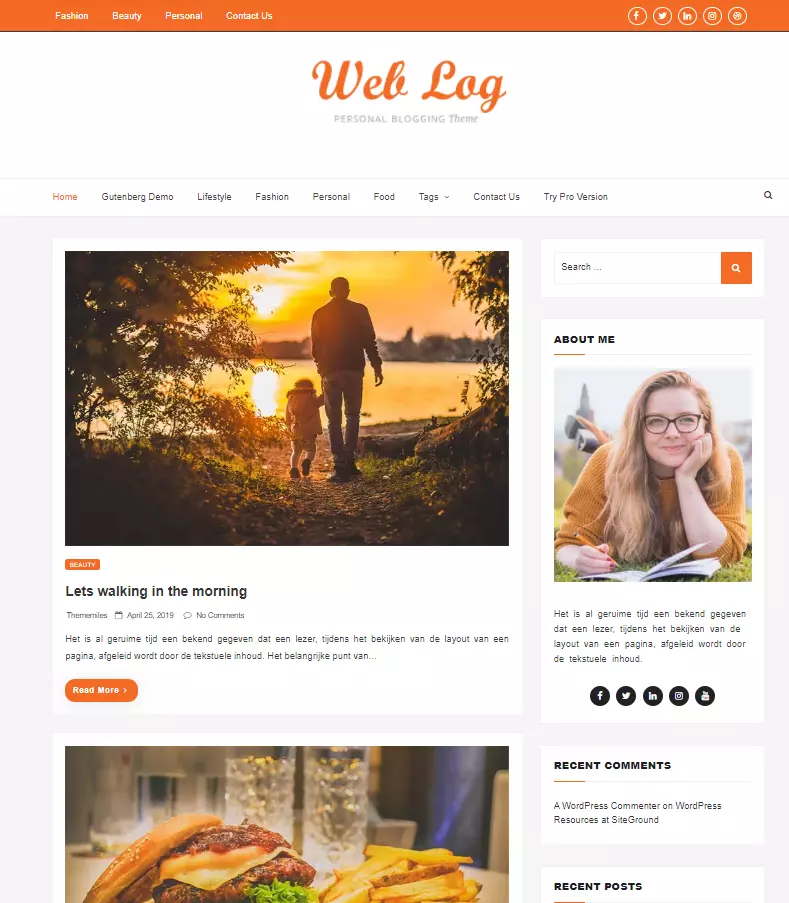 Fashion Beauty Personal Contact Us
Web Log
PERSONAL BLOGGING Theme
Home Gutenberg Demo Lifestyle Fashion Personal Food Tags Contact Us Try Pro Version
BEAUTY
Lets walking in the morning
Thememiles April 25, 2019 No Comments
Het is al geruime tijd een bekend gegeven dat een lezer, tijdens het bekijken van de layout van een
pagina, afgeleid wordt door de tekstuele inhoud. Het belangrijke punt van...
Read More
Search ...
ABOUT ME
Het is al geruime tijd een bekend gegeven
dat een lezer, tijdens het bekijken van de
layout van een pagina, afgeleid wordt door
de tekstuele inhoud.
RECENT COMMENTS
A WordPress Commenter on WordPress
Resources at SiteGround
RECENT POSTS